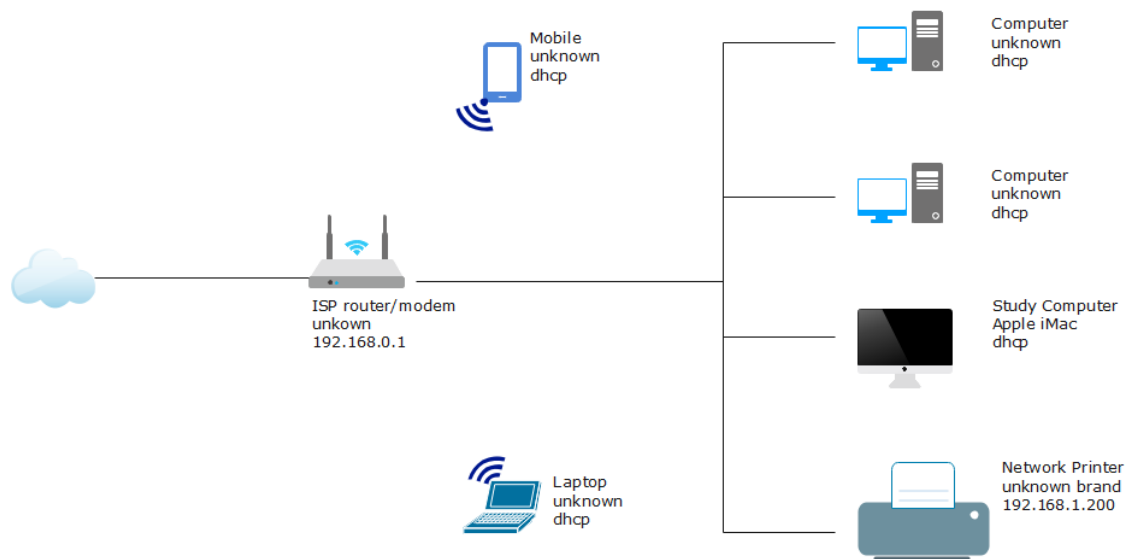 Mobile
unknown
dhcp
Computer
unknown
dhcp
Computer
unknown
dhcp
ISP router/modem
unkown
192.168.0.1
Study Computer
Apple iMac
dhcp
Laptop
unknown
dhcp
Network Printer
unknown brand
192.168.1.200